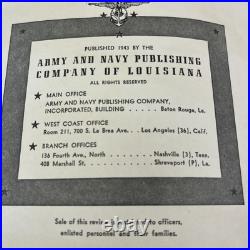 PUBLISHED 1943 BY THE
ARMY AND NAVY PUBLISHING
COMPANY OF LOUISIANA
ALL RIGHTS RESERVED
★ MAIN OFFICE
ARMY AND NAVY PUBLISHING COMPANY,
INCORPORATED, BUILDING - - - Baton Rouge, La.
★ WEST COAST OFFICE
Room 211, 700 S. La Brea Ave. - - Los Angeles (36), Calif.
★ BRANCH OFFICES
136 Fourth Ave., North - - - - Nashville (3), Tenn.
408 Marshall St. - - - - - Shreveport (P), La.
Sale of this to officers,
enlisted personnel and their families.